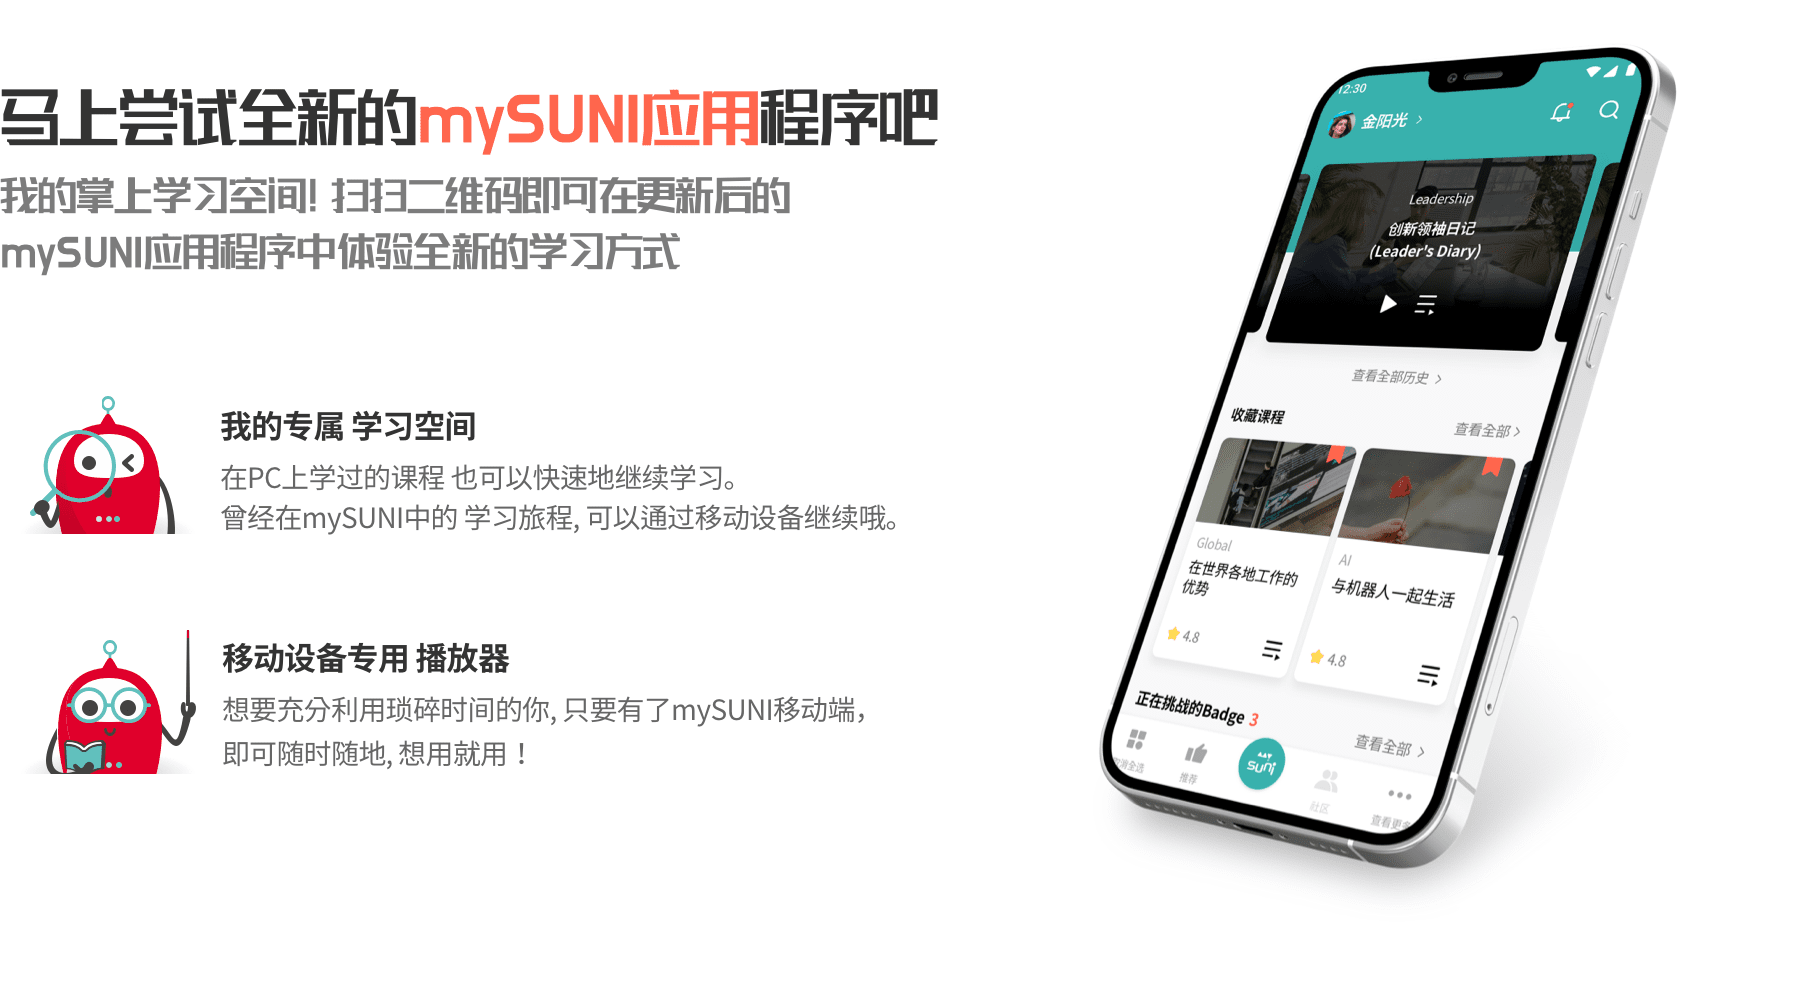 马上尝试全新的mySUNI应用程序吧
我的掌上学习空间! 扫扫二维码即可在更新后的
mySUNI应用程序中体验全新的学习方式
我的专属 学习空间
在PC上学过的课程 也可以快速地继续学习。
曾经在mySUNI中的 学习旅程, 可以通过移动设备继续哦。
移动设备专用 播放器
想要充分利用琐碎时间的你, 只要有了mySUNI移动端，
即可随时随地, 想用就用！
12:30
金阳光 >
Leadership
创新领袖日记
(Leader's Diary)
查看全部历史 >
收藏课程
查看全部 >
Global
在世界各地工作的
优势
4.8
AI
与机器人一起生活
4.8
正在挑战的Badge 3
查看全部 >
消全选
推荐
suni
社区
查看更多